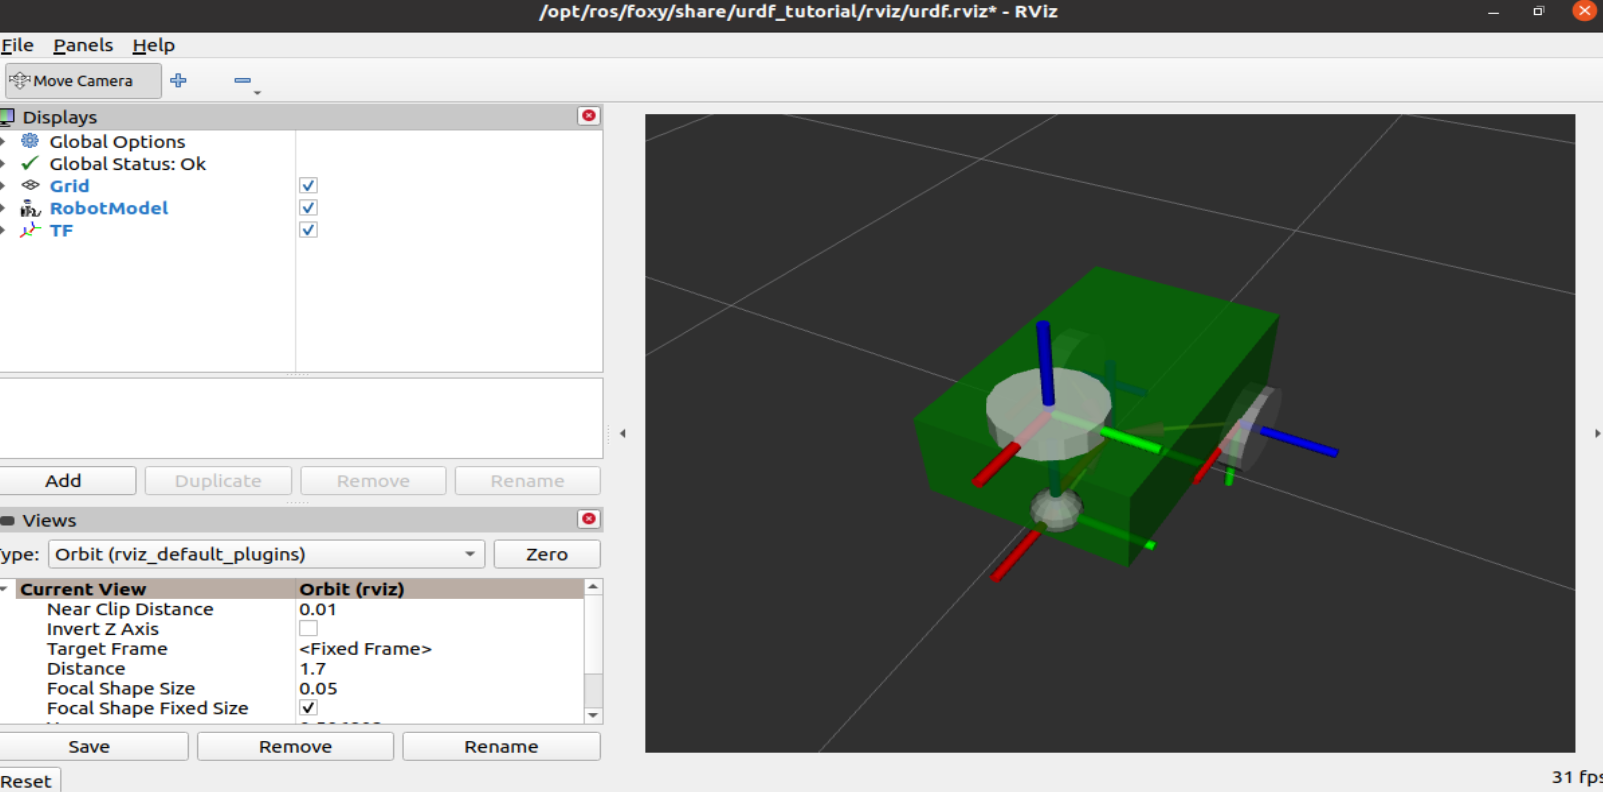 /opt/ros/foxy/share/urdf_tutorial/rviz/urdf.rviz* - RViz
File Panels Help
Move Camera
Displays
Global Options
Global Status: Ok
Grid
RobotModel
TF
Add Duplicate Remove Rename
Views
ype: Orbit (rviz_default_plugins) Zero
Current View Orbit (rviz)
Near Clip Distance 0.01
Invert Z Axis
Target Frame <Fixed Frame>
Distance 1.7
Focal Shape Size 0.05
Focal Shape Fixed Size
Save Remove Rename
Reset
31 fps